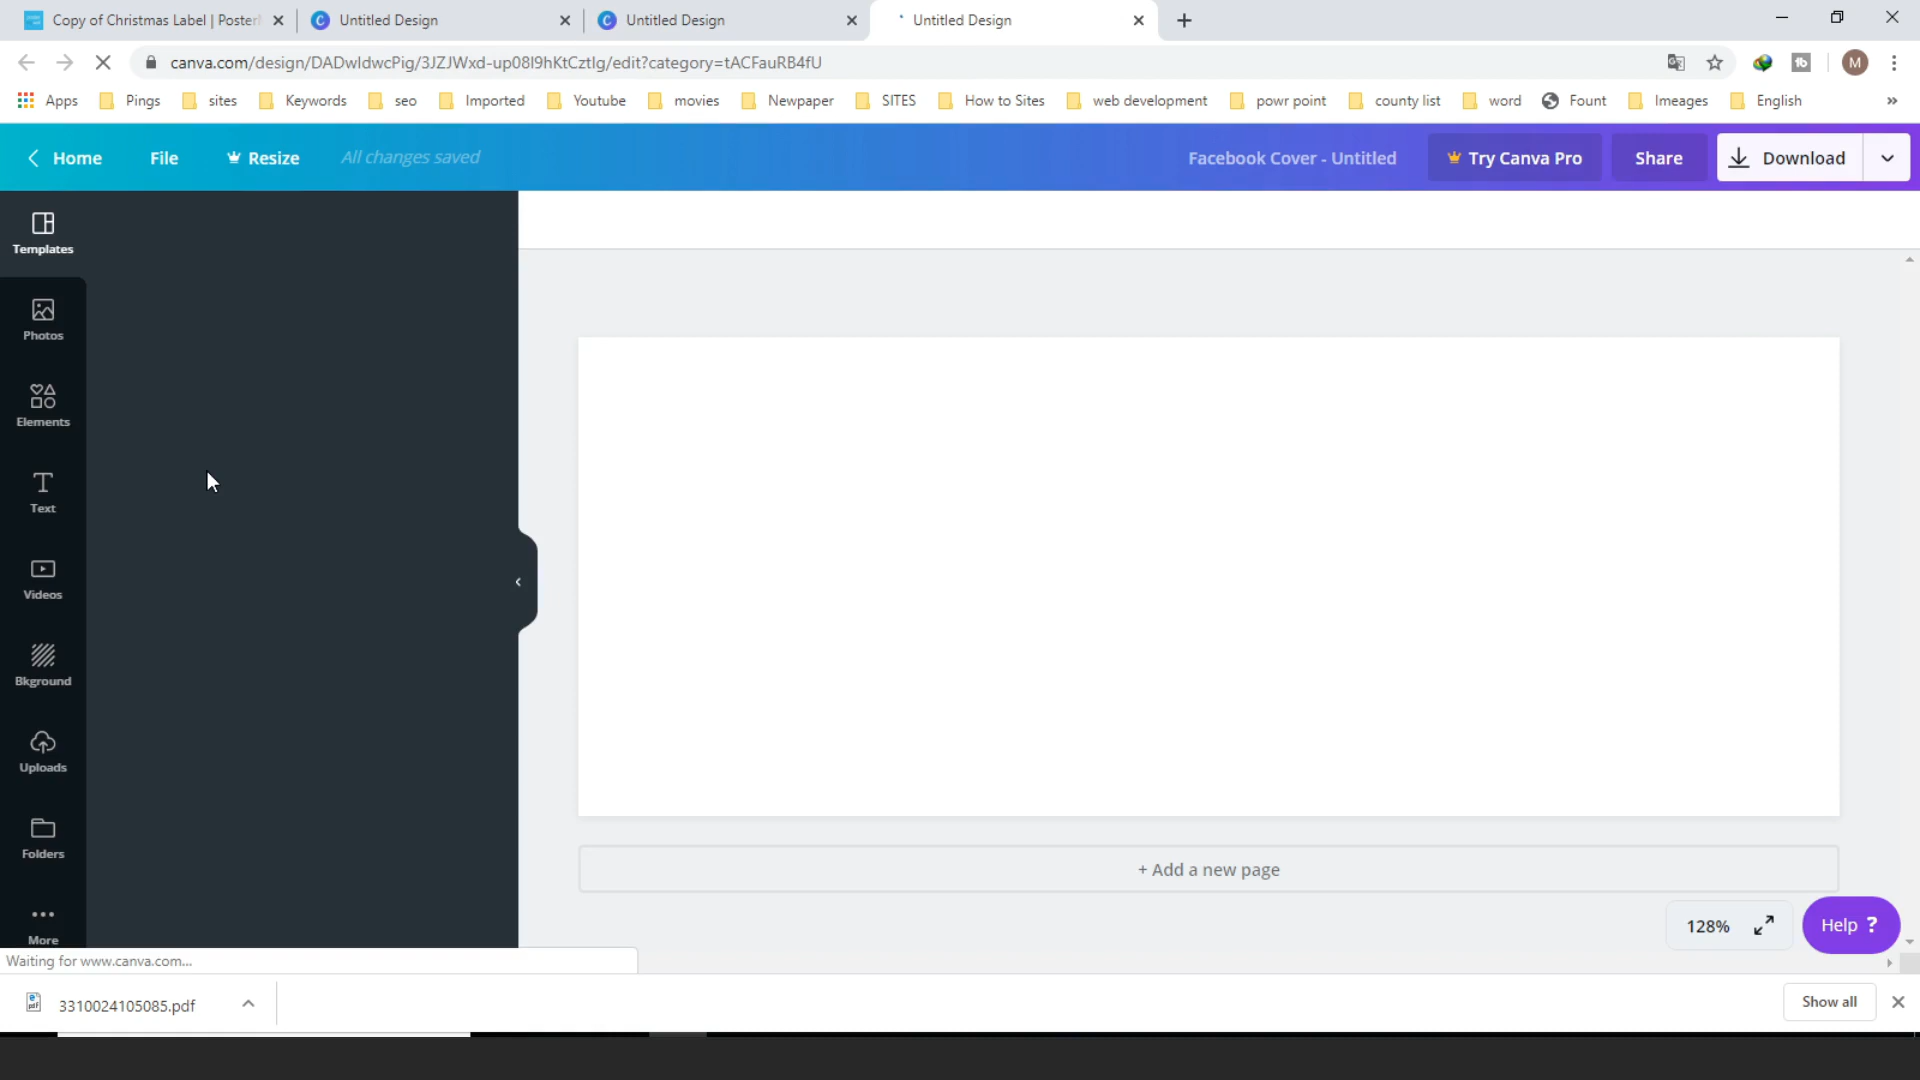 Copy of Christmas Label | Poster
Untitled Design
Untitled Design
Untitled Design
canva.com/design/DADwldwcPig/3JZJWxd-up08I9hKtCztlg/edit?category=tACFauRB4fU
M
Apps
Pings
sites
Keywords
seo
Imported
Youtube
movies
Newpaper
SITES
How to Sites
web development
powr point
county list
word
Fount
Imeages
English
»
Home
File
Resize
All changes saved
Facebook Cover - Untitled
Try Canva Pro
Share
Download
Templates
Photos
Elements
Text
Videos
Bkground
Uploads
Folders
More
+ Add a new page
128%
Help ?
Waiting for www.canva.com...
3310024105085.pdf
Show all